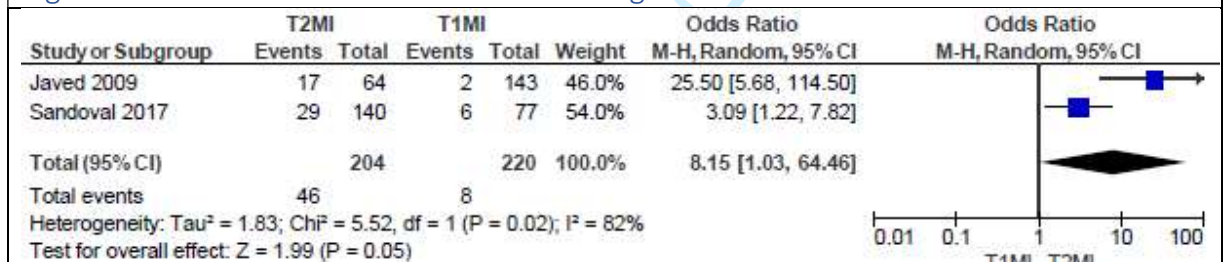 T2MI T1MI Odds Ratio Odds Ratio
Study or Subgroup Events Total Events Total Weight M-H, Random, 95% CI M-H, Random, 95% CI
Javed 2009 17 64 2 143 46.0% 25.50 [5.68, 114.50]
Sandoval 2017 29 140 6 77 54.0% 3.09 [1.22, 7.82]
Total (95% CI) 204 220 100.0% 8.15 [1.03, 64.46]
Total events 46 8
Heterogeneity: Tau² = 1.83; Chi² = 5.52, df = 1 (P = 0.02); I² = 82%
Test for overall effect: Z = 1.99 (P = 0.05)
0.01 0.1 1 10 100
T1MI T2MI